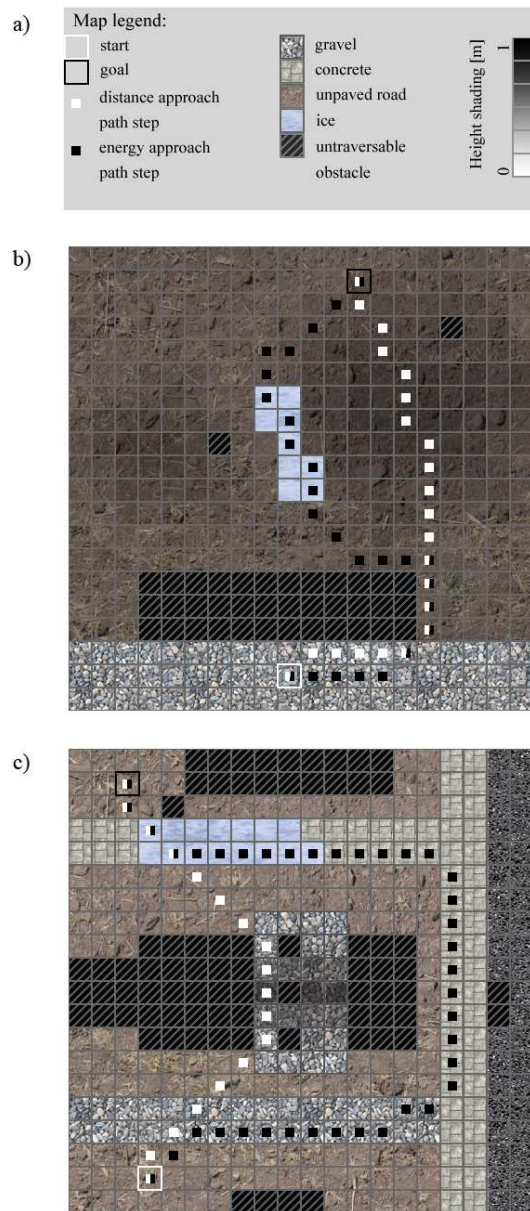 a)
Map legend:
start
goal
distance approach
path step
energy approach
path step
gravel
concrete
unpaved road
ice
untraversable
obstacle
Height shading [m]
1
0
b)
c)